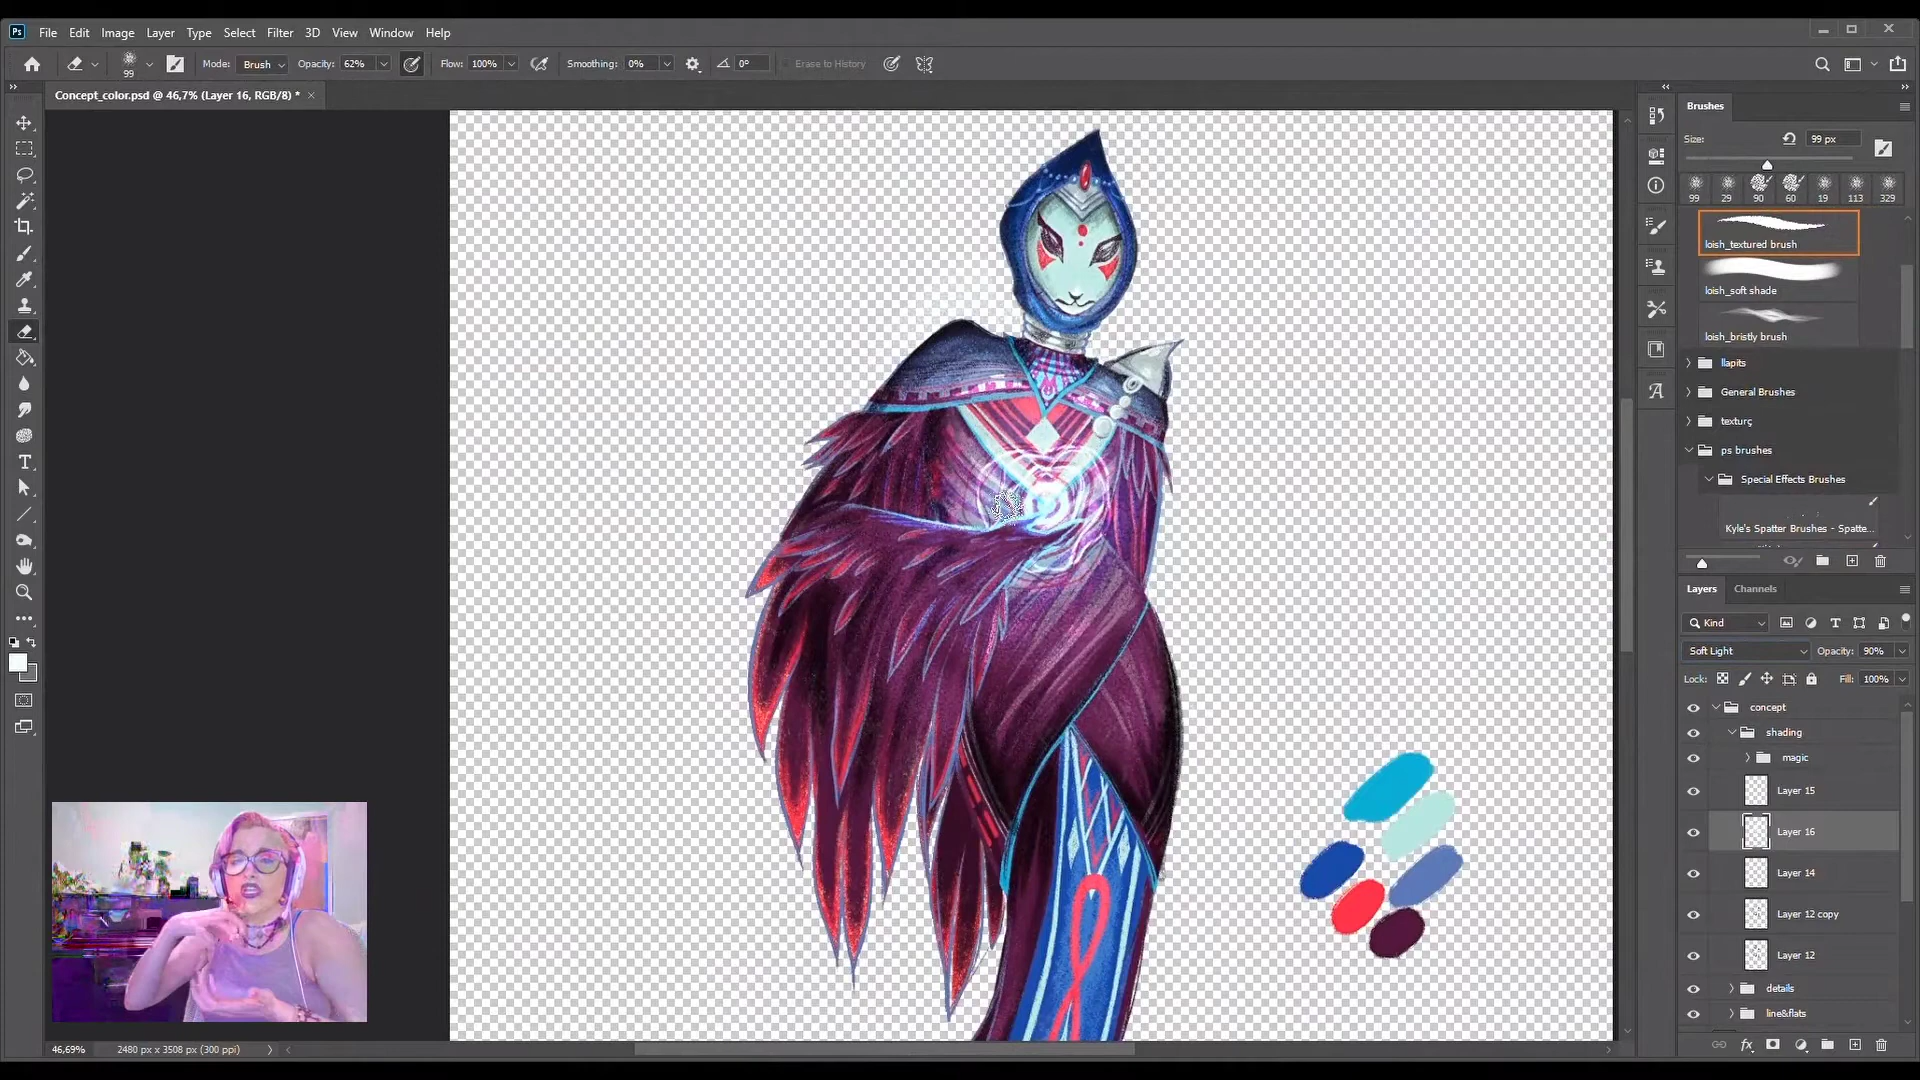 Ps File Edit Image Layer Type Select Filter 3D View Window Help
99 Mode: Brush Opacity: 62% Flow: 100% Smoothing: 0% 0° Erase to History
Concept_color.psd @ 46,7% (Layer 16, RGB/8) *
Brushes
Size: 99 px
99 29 90 60 19 113 329
loish_textured brush
loish_soft shade
loish_bristly brush
llapits
General Brushes
texturç
ps brushes
Special Effects Brushes
Kyle's Spatter Brushes - Spatte...
Layers Channels
Kind
Soft Light Opacity: 90%
Lock: Fill: 100%
concept
shading
magic
Layer 15
Layer 16
Layer 14
Layer 12 copy
Layer 12
details
line&flats
46,69% 2480 px x 3508 px (300 ppi)